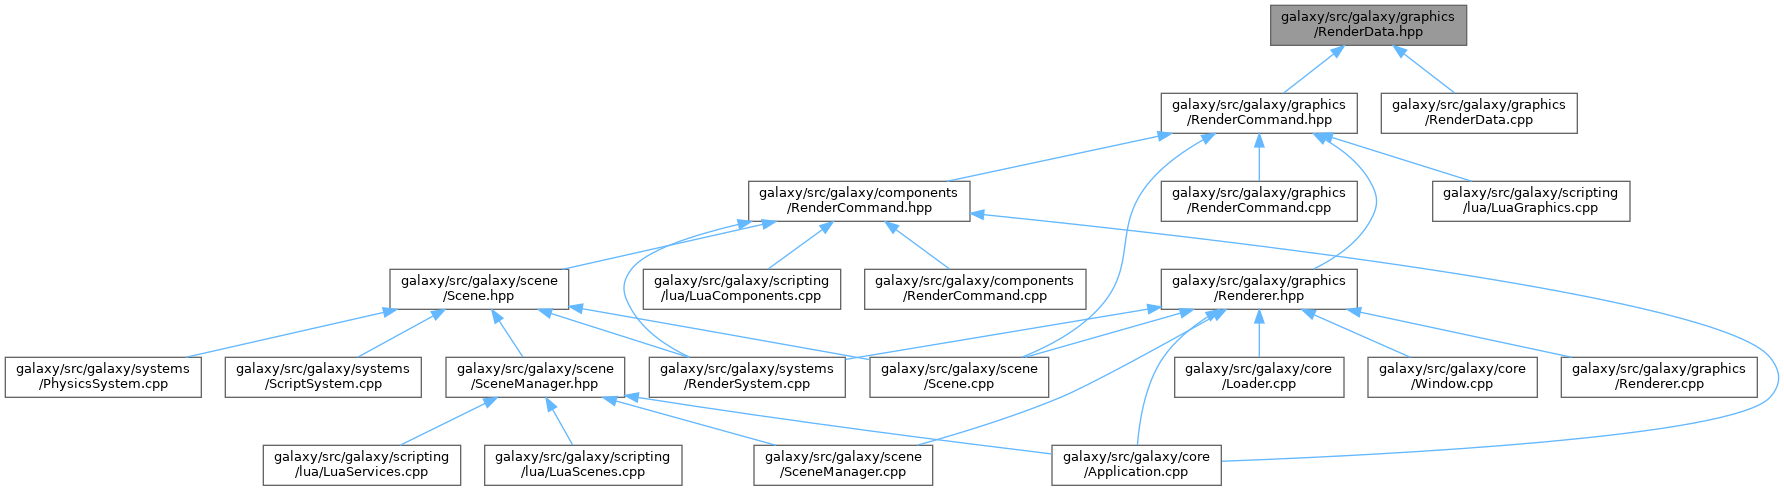 galaxy/src/galaxy/graphics
/RenderData.hpp
galaxy/src/galaxy/graphics
/RenderCommand.hpp
galaxy/src/galaxy/graphics
/RenderData.cpp
galaxy/src/galaxy/components
/RenderCommand.hpp
galaxy/src/galaxy/graphics
/RenderCommand.cpp
galaxy/src/galaxy/scripting
/lua/LuaGraphics.cpp
galaxy/src/galaxy/scene
/Scene.hpp
galaxy/src/galaxy/scripting
/lua/LuaComponents.cpp
galaxy/src/galaxy/components
/RenderCommand.cpp
galaxy/src/galaxy/graphics
/Renderer.hpp
galaxy/src/galaxy/systems
/PhysicsSystem.cpp
galaxy/src/galaxy/systems
/ScriptSystem.cpp
galaxy/src/galaxy/scene
/SceneManager.hpp
galaxy/src/galaxy/systems
/RenderSystem.cpp
galaxy/src/galaxy/scene
/Scene.cpp
galaxy/src/galaxy/core
/Loader.cpp
galaxy/src/galaxy/core
/Window.cpp
galaxy/src/galaxy/graphics
/Renderer.cpp
galaxy/src/galaxy/scripting
/lua/LuaServices.cpp
galaxy/src/galaxy/scripting
/lua/LuaScenes.cpp
galaxy/src/galaxy/scene
/SceneManager.cpp
galaxy/src/galaxy/core
/Application.cpp